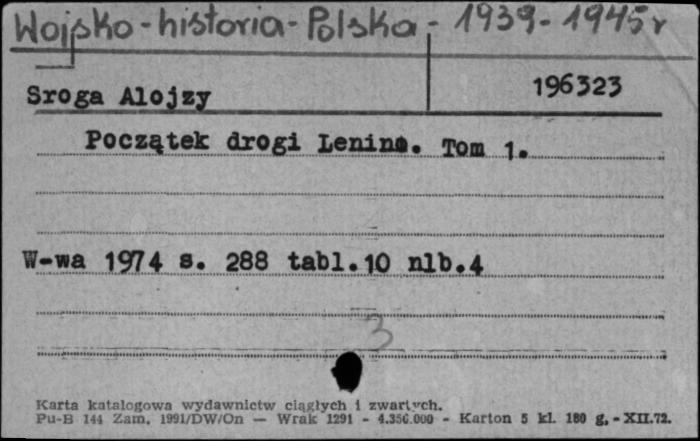 Wojsko-historia-Polska-1939-1945r
196323
Sroga Alojzy
Początek drogi Lenino. Tom 1.
W-wa 1974 s. 288 tabl.10 nlb.4
3
Karta katalogowa wydawnictw ciągłych i zwartych.
Pu-B 144 Zam. 1991/DW/On — Wrak 1291 - 4.356.000 - Karton 5 kl. 180 g. - XII.72.